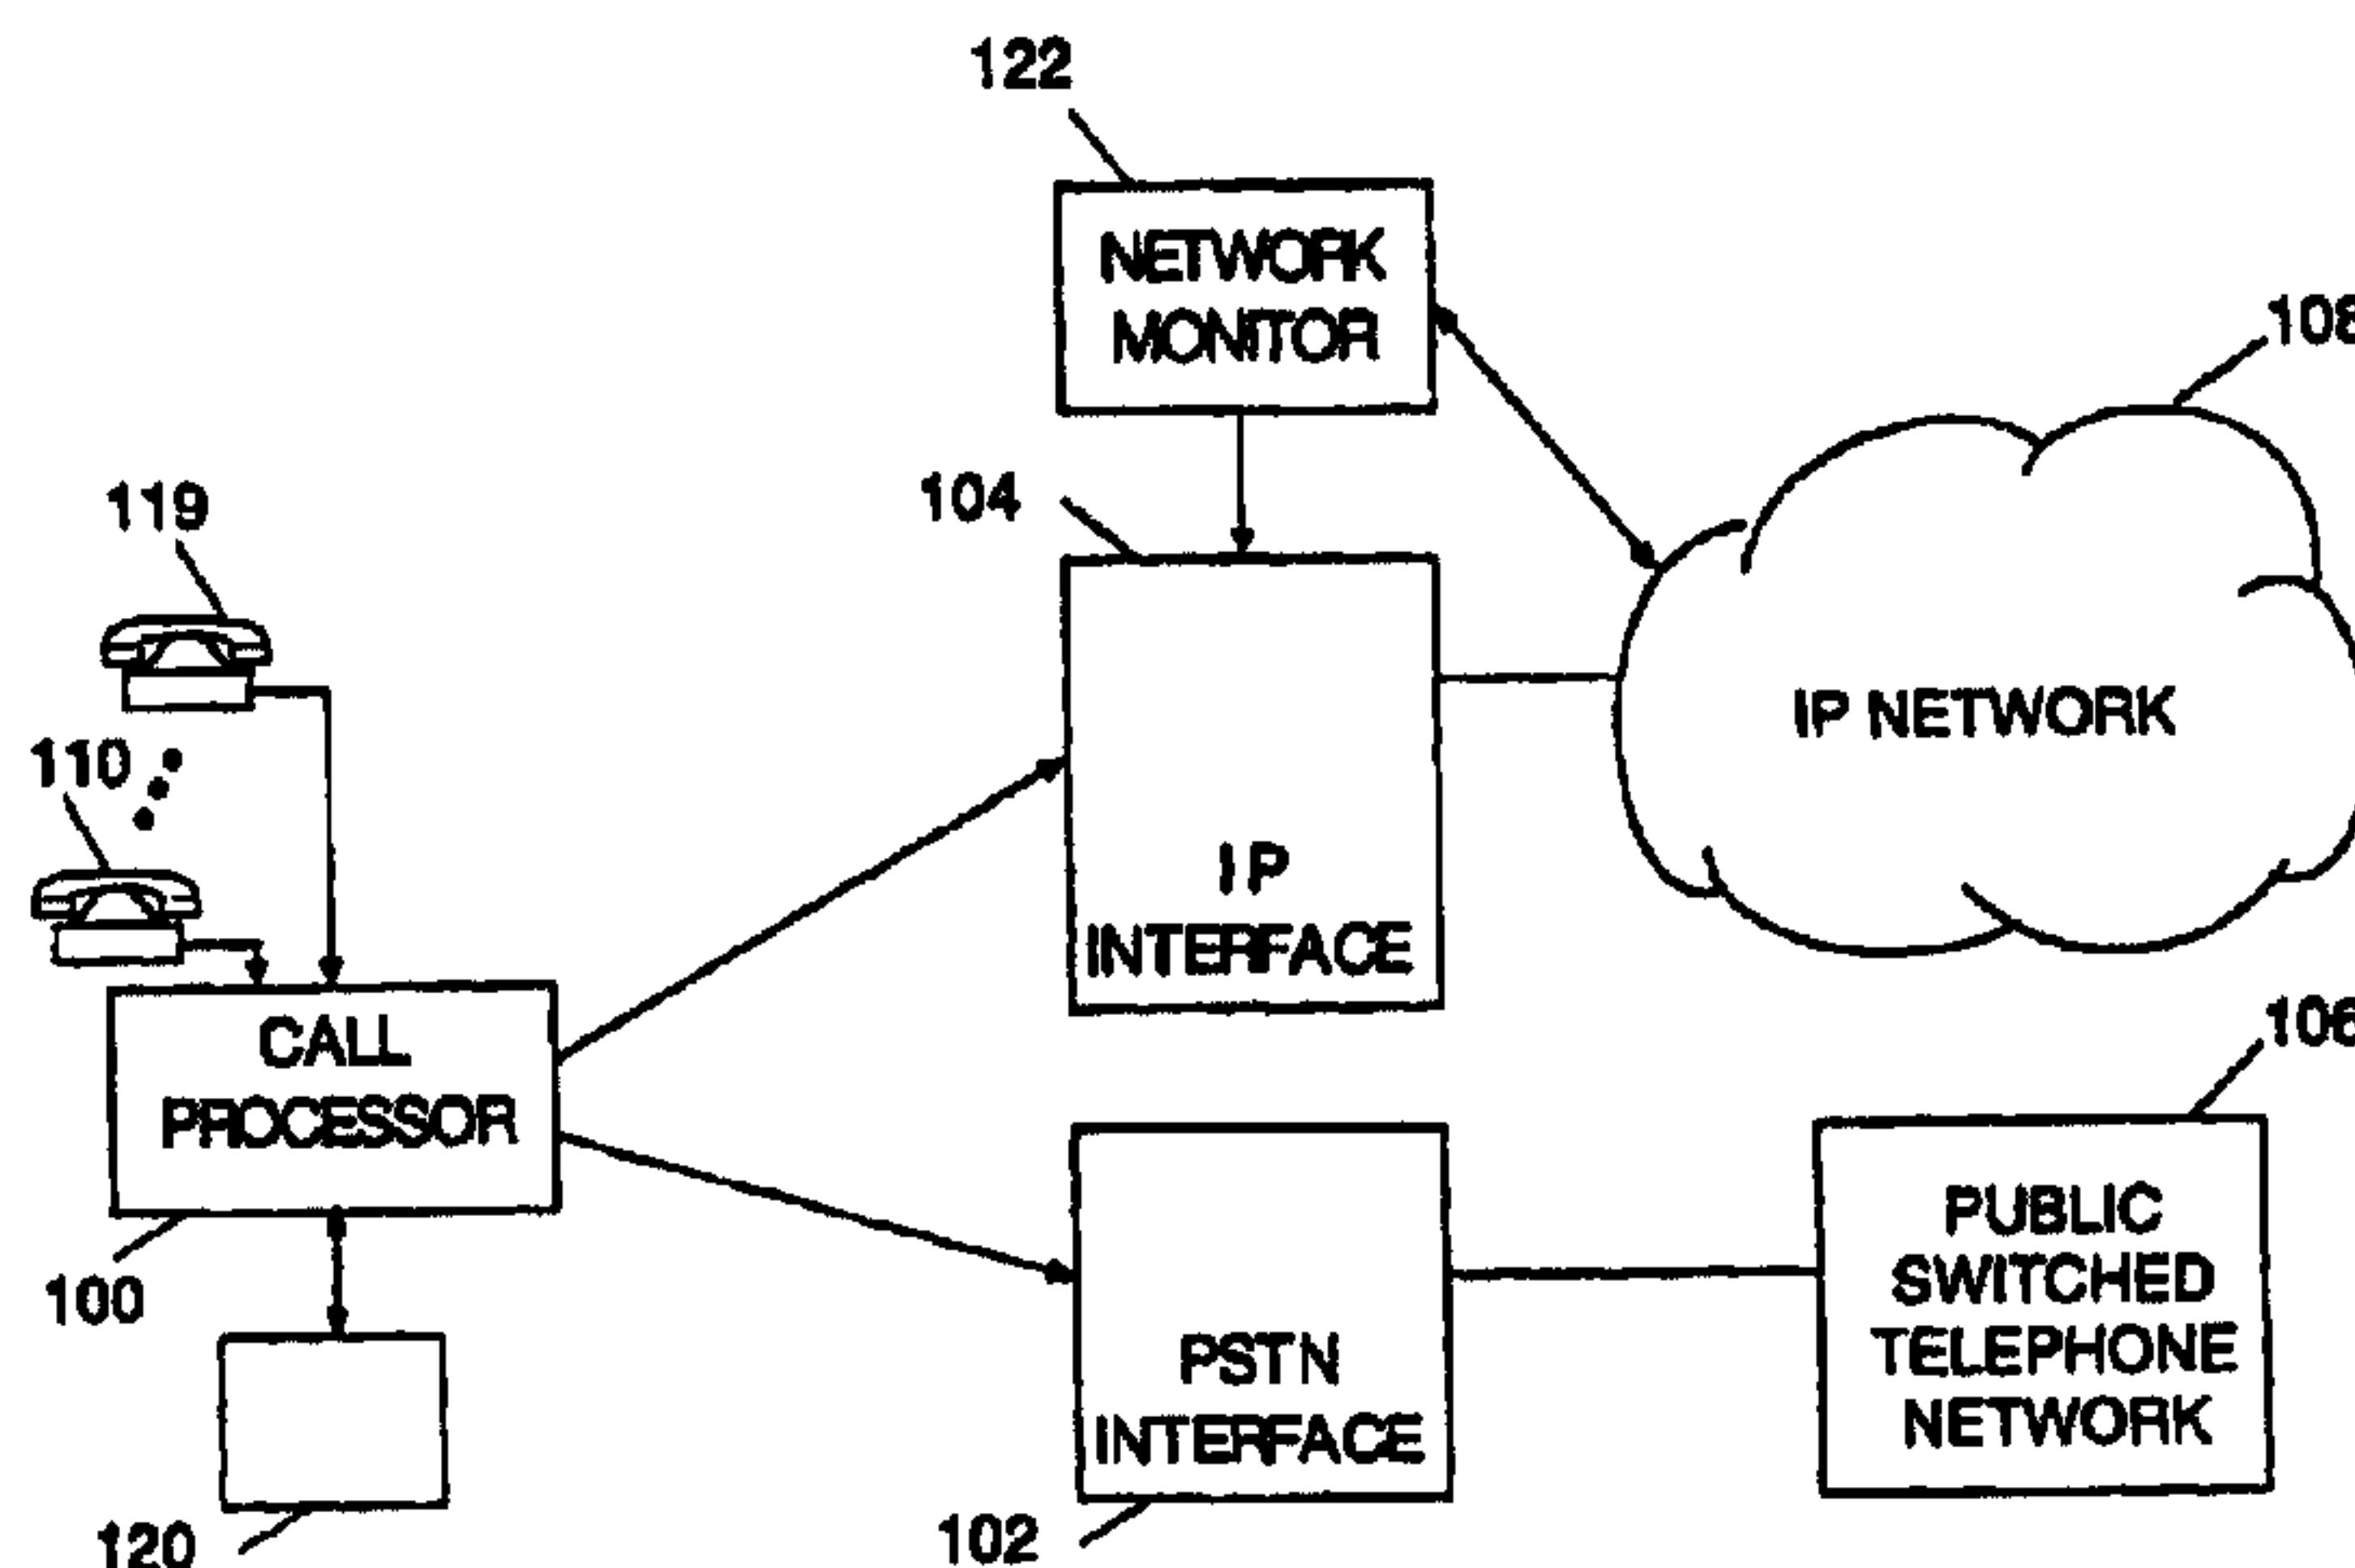 122
NETWORK
MONITOR
108
104
119
IP NETWORK
110
IP
INTERFACE
106
CALL
PROCESSOR
PUBLIC
SWITCHED
TELEPHONE
NETWORK
100
PSTN
INTERFACE
120
102